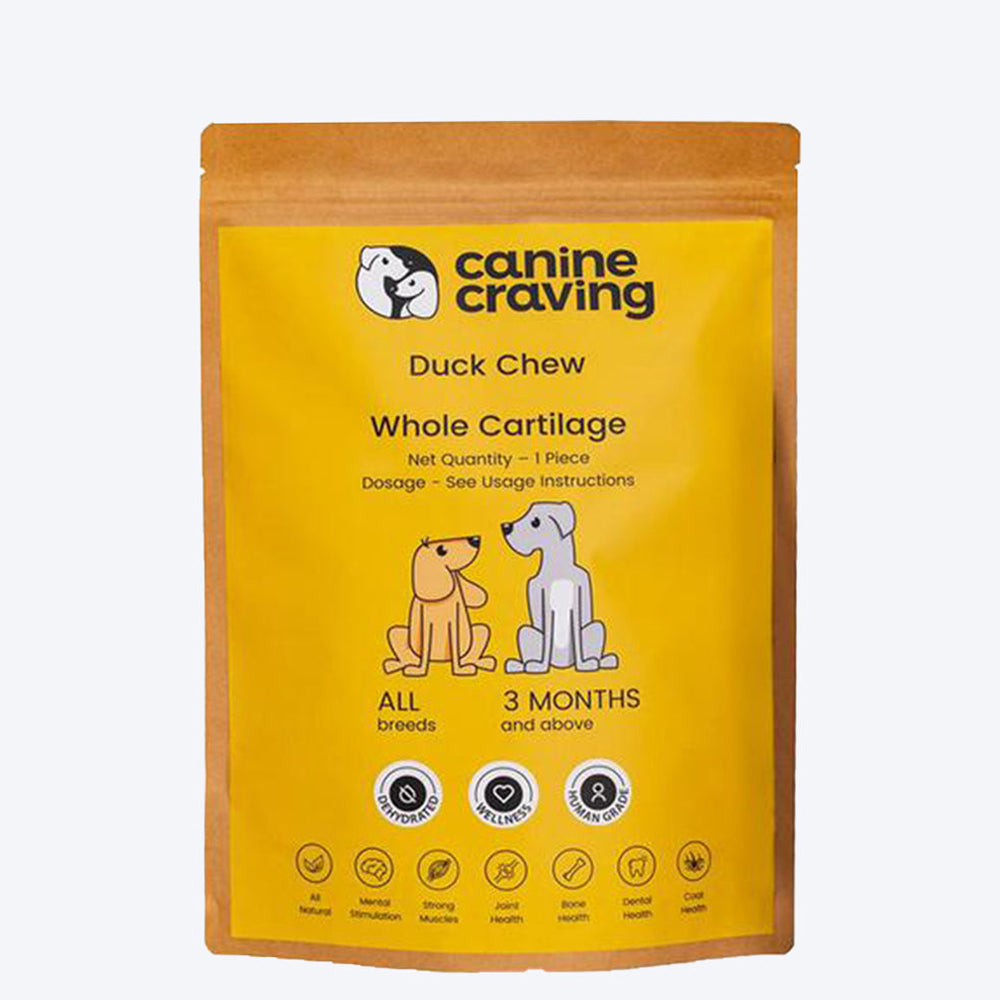 canine
craving
Duck Chew
Whole Cartilage
Net Quantity – 1 Piece
Dosage - See Usage Instructions
ALL
breeds
3 MONTHS
and above
DEHYDRATED
WELLNESS
HUMAN GRADE
All
Natural
Mental
Stimulation
Strong
Muscles
Joint
Health
Bone
Health
Dental
Health
Coat
Health